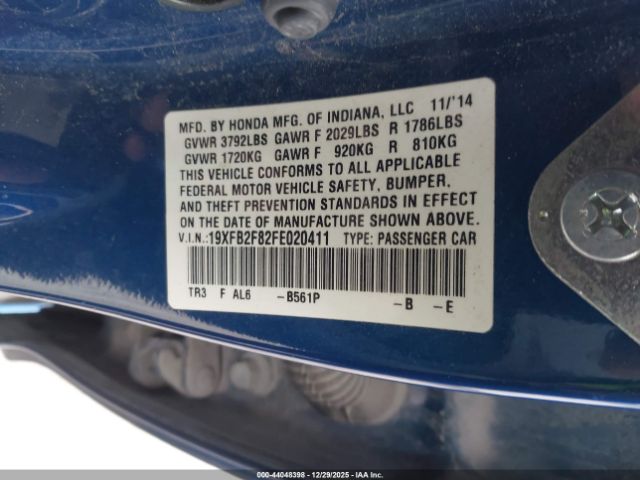 MFD. BY HONDA MFG. OF INDIANA, LLC 11/'14
GVWR 3792LBS GAWR F 2029LBS R 1786LBS
GVWR 1720KG GAWR F 920KG R 810KG
THIS VEHICLE CONFORMS TO ALL APPLICABLE
FEDERAL MOTOR VEHICLE SAFETY, BUMPER,
AND THEFT PREVENTION STANDARDS IN EFFECT
ON THE DATE OF MANUFACTURE SHOWN ABOVE.
V.I.N.:19XFB2F82FE020411 TYPE: PASSENGER CAR
TR3 F AL6 -B561P -B -E
000-44048398 - 12/29/2025 - IAA, Inc.